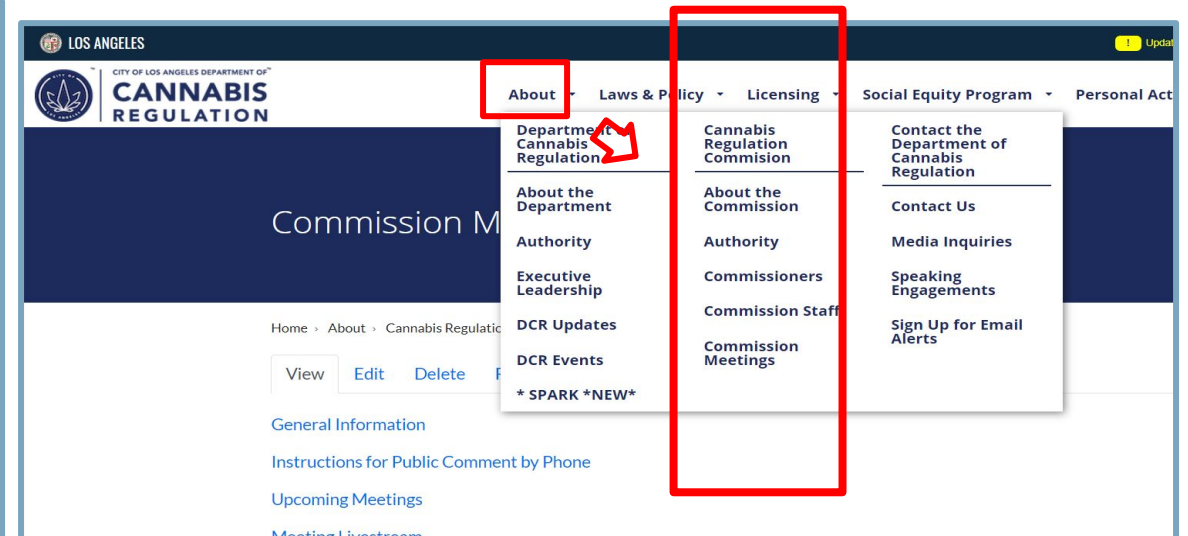 LOS ANGELES
! Updat
CITY OF LOS ANGELES DEPARTMENT OF
CANNABIS
REGULATION
About Laws & Policy Licensing Social Equity Program Personal Act
Department of
Cannabis
Regulation
About the
Department
Authority
Executive
Leadership
DCR Updates
DCR Events
* SPARK *NEW*
Cannabis
Regulation
Commision
About the
Commission
Authority
Commissioners
Commission Staff
Commission
Meetings
Contact the
Department of
Cannabis
Regulation
Contact Us
Media Inquiries
Speaking
Engagements
Sign Up for Email
Alerts
Commission M
Home › About › Cannabis Regulatio
View Edit Delete
General Information
Instructions for Public Comment by Phone
Upcoming Meetings
Meeting Livestream